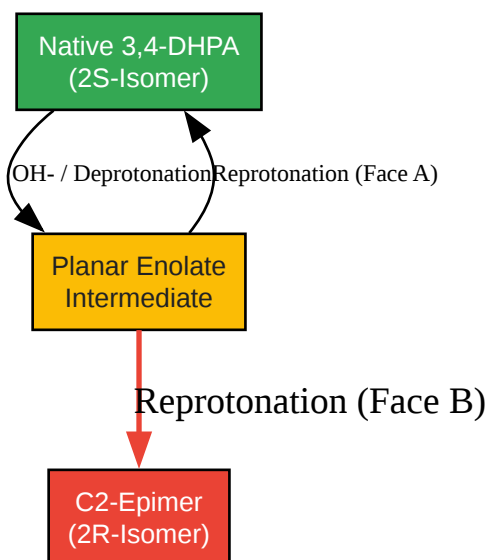 Native 3,4-DHPA
(2S-Isomer)
OH- / Deprotonation
Reprotonation (Face A)
Planar Enolate
Intermediate
Reprotonation (Face B)
C2-Epimer
(2R-Isomer)